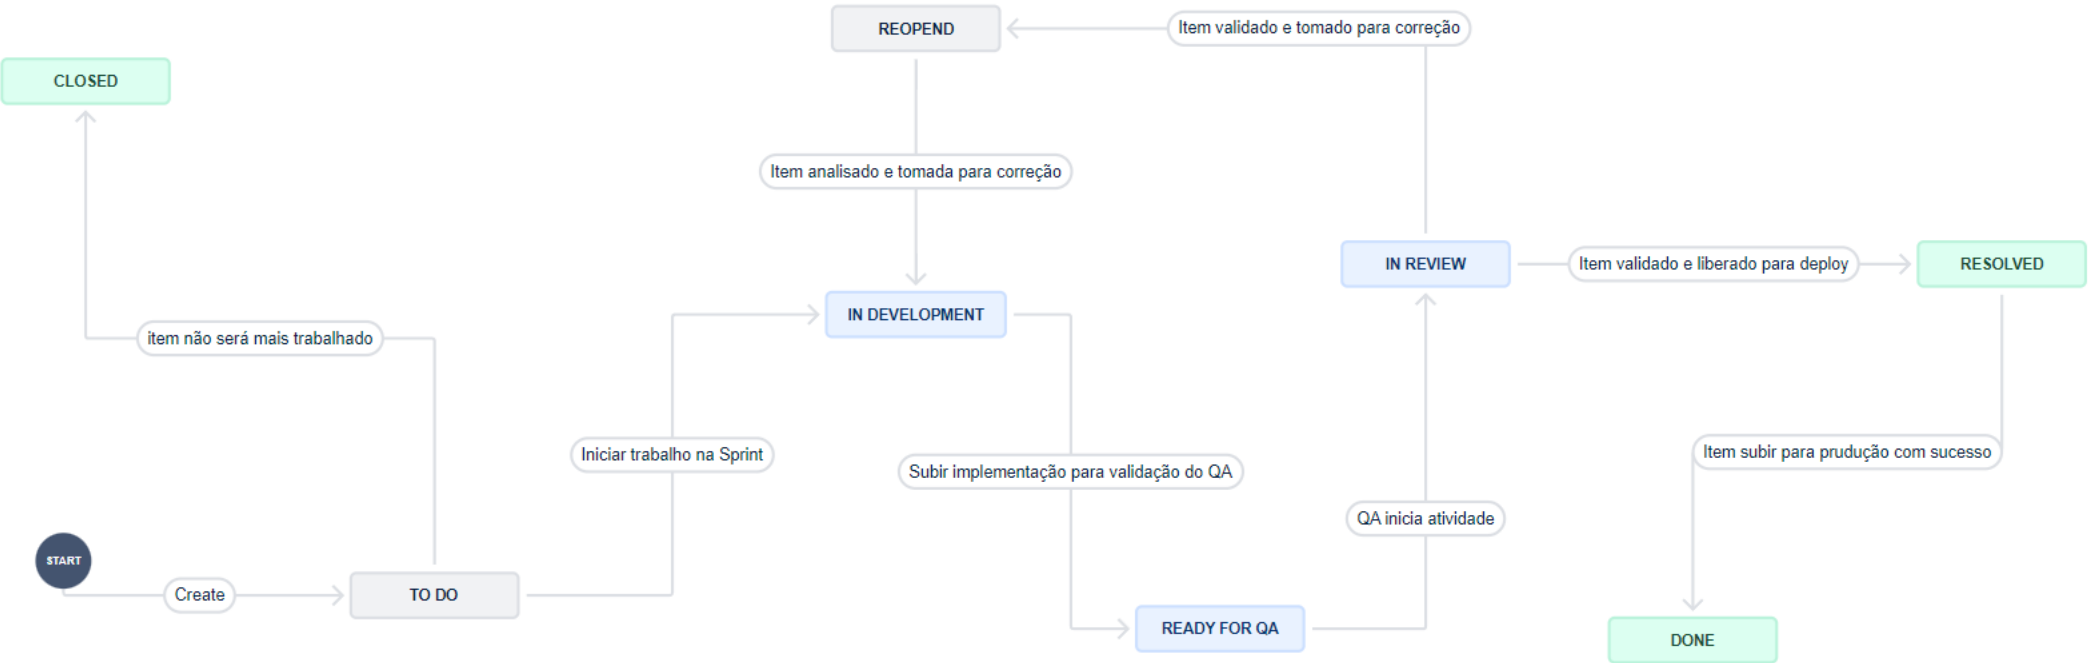 REOPEND
Item validado e tomado para correção
CLOSED
Item analisado e tomada para correção
IN REVIEW
Item validado e liberado para deploy
RESOLVED
IN DEVELOPMENT
item não será mais trabalhado
Iniciar trabalho na Sprint
Item subir para prudução com sucesso
Subir implementação para validação do QA
QA inicia atividade
START
Create
TO DO
READY FOR QA
DONE